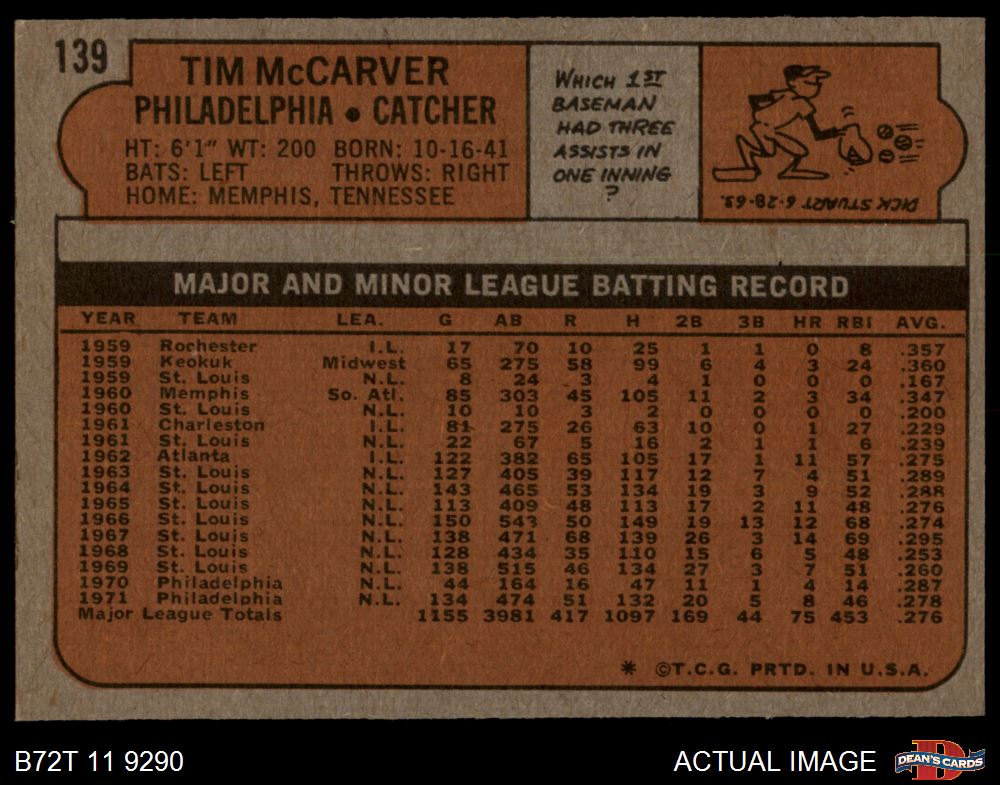 139
TIM McCARVER
PHILADELPHIA • CATCHER
HT: 6'1" WT: 200 BORN: 10-16-41
BATS: LEFT THROWS: RIGHT
HOME: MEMPHIS, TENNESSEE
WHICH 1ST
BASEMAN
HAD THREE
ASSISTS IN
ONE INNING
?
DICK STUART 6-28-63.
MAJOR AND MINOR LEAGUE BATTING RECORD
YEAR TEAM LEA. G AB R H 2B 3B HR RBI AVG.
1959 Rochester I.L. 17 70 10 25 1 1 0 8 .357
1959 Keokuk Midwest 65 275 58 99 6 4 3 24 .360
1959 St. Louis N.L. 8 24 3 4 1 0 0 0 .167
1960 Memphis So. Atl. 85 303 45 105 11 2 3 34 .347
1960 St. Louis N.L. 10 10 3 2 0 0 0 0 .200
1961 Charleston I.L. 81 275 26 63 10 0 1 27 .229
1961 St. Louis N.L. 22 67 5 16 2 1 1 6 .239
1962 Atlanta I.L. 122 382 65 105 17 1 11 57 .275
1963 St. Louis N.L. 127 405 39 117 12 7 4 51 .289
1964 St. Louis N.L. 143 465 53 134 19 3 9 52 .288
1965 St. Louis N.L. 113 409 48 113 17 2 11 48 .276
1966 St. Louis N.L. 150 543 50 149 19 13 12 68 .274
1967 St. Louis N.L. 138 471 68 139 26 3 14 69 .295
1968 St. Louis N.L. 128 434 35 110 15 6 5 48 .253
1969 St. Louis N.L. 138 515 46 134 27 3 7 51 .260
1970 Philadelphia N.L. 44 164 16 47 11 1 4 14 .287
1971 Philadelphia N.L. 134 474 51 132 20 5 8 46 .278
Major League Totals 1155 3981 417 1097 169 44 75 453 .276
* ©T.C.G. PRTD. IN U.S.A.
B72T 11 9290
ACTUAL IMAGE
D
DEAN'S CARDS